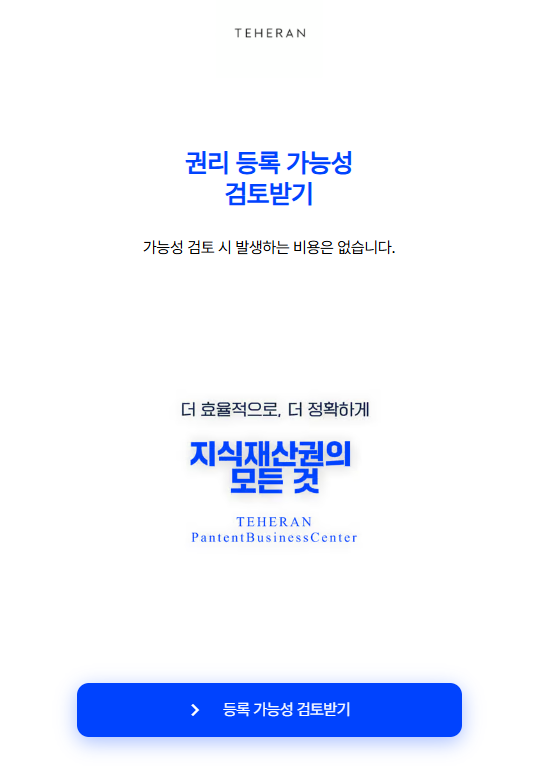 TEHERAN
권리 등록 가능성
검토받기
가능성 검토 시 발생하는 비용은 없습니다.
더 효율적으로, 더 정확하게
지식재산권의
모든 것
TEHERAN
PantentBusinessCenter
등록 가능성 검토받기